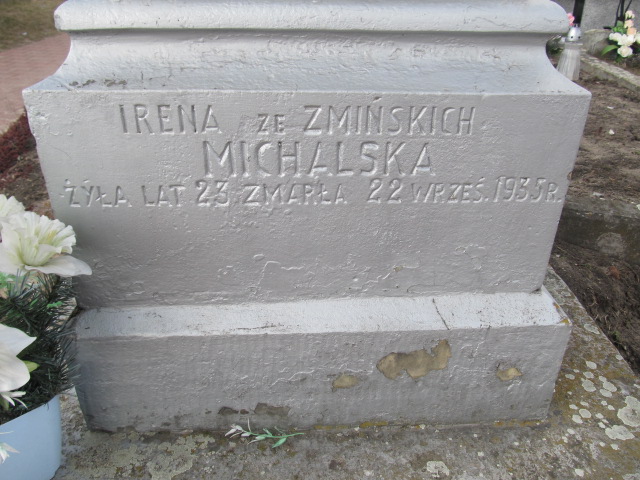 IRENA ZE ZMIŃSKICH
MICHALSKA
ŻYŁA LAT 23 ZMARŁA 22 WRZEŚ. 1935 R.